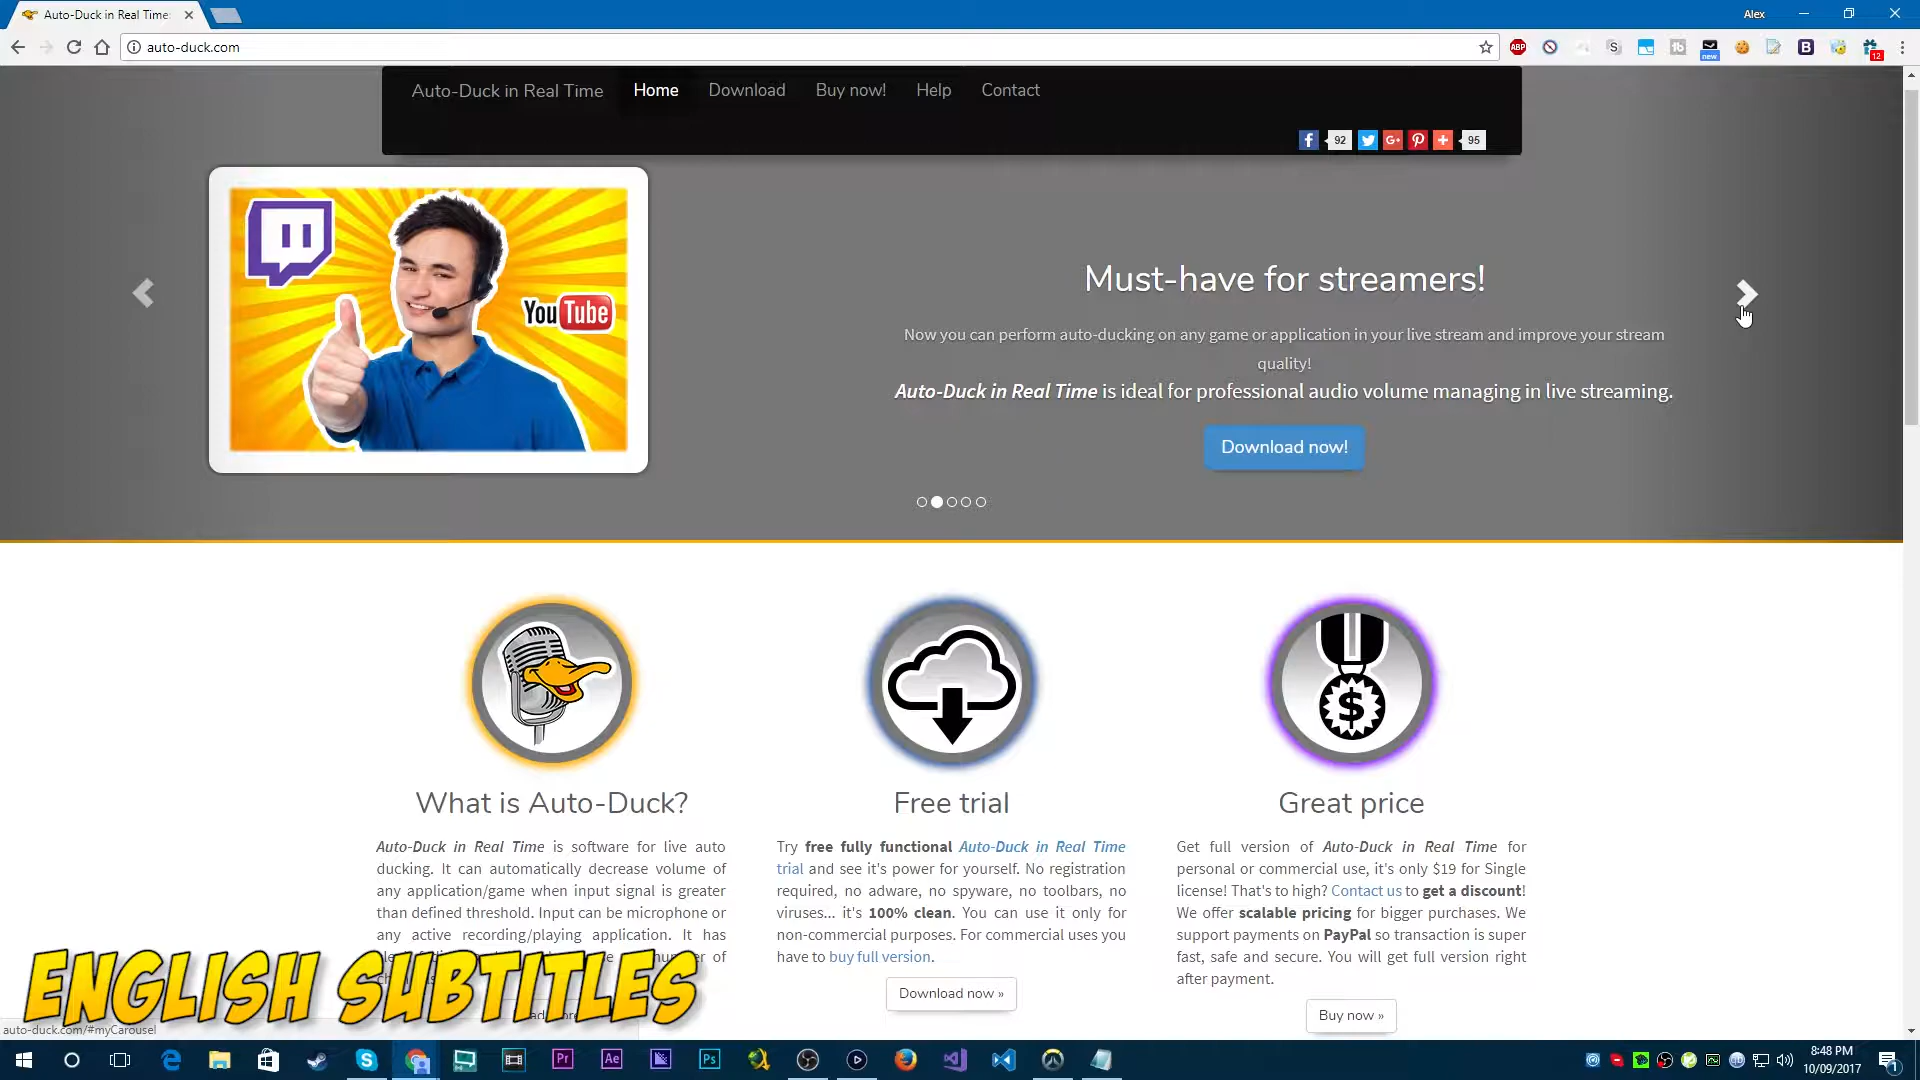 Auto-Duck in Real Time
Alex
auto-duck.com
ABP
new
12
Auto-Duck in Real Time Home Download Buy now! Help Contact
92
95
You Tube
Must-have for streamers!
Now you can perform auto-ducking on any game or application in your live stream and improve your stream
quality!
Auto-Duck in Real Time is ideal for professional audio volume managing in live streaming.
Download now!
What is Auto-Duck?
Auto-Duck in Real Time is software for live auto
ducking. It can automatically decrease volume of
any application/game when input signal is greater
than defined threshold. Input can be microphone or
any active recording/playing application. It has
Free trial
Try free fully functional Auto-Duck in Real Time
trial and see it's power for yourself. No registration
required, no adware, no spyware, no toolbars, no
viruses... it's 100% clean. You can use it only for
non-commercial purposes. For commercial uses you
have to buy full version.
Download now »
Great price
Get full version of Auto-Duck in Real Time for
personal or commercial use, it's only $19 for Single
license! That's to high? Contact us to get a discount!
We offer scalable pricing for bigger purchases. We
support payments on PayPal so transaction is super
fast, safe and secure. You will get full version right
after payment.
Buy now »
ENGLISH SUBTITLES
auto-duck.com/#myCarousel
Pr Ae Ps
8:48 PM
10/09/2017
1